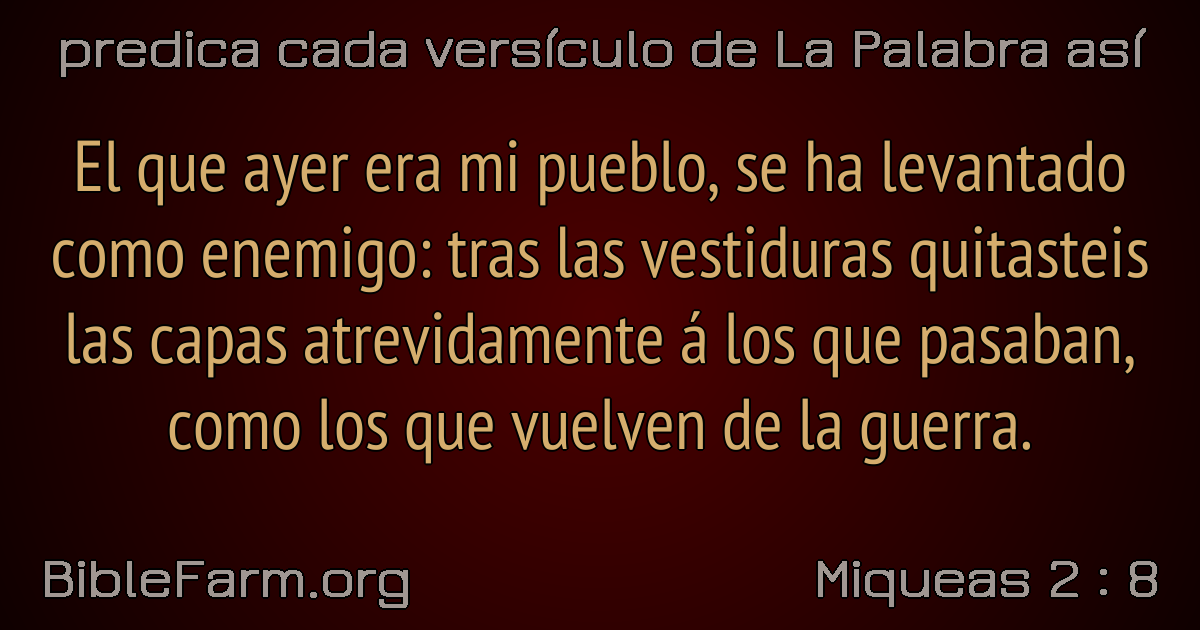 predica cada versículo de La Palabra así
El que ayer era mi pueblo, se ha levantado
como enemigo: tras las vestiduras quitasteis
las capas atrevidamente á los que pasaban,
como los que vuelven de la guerra.
BibleFarm.org
Miqueas 2 : 8